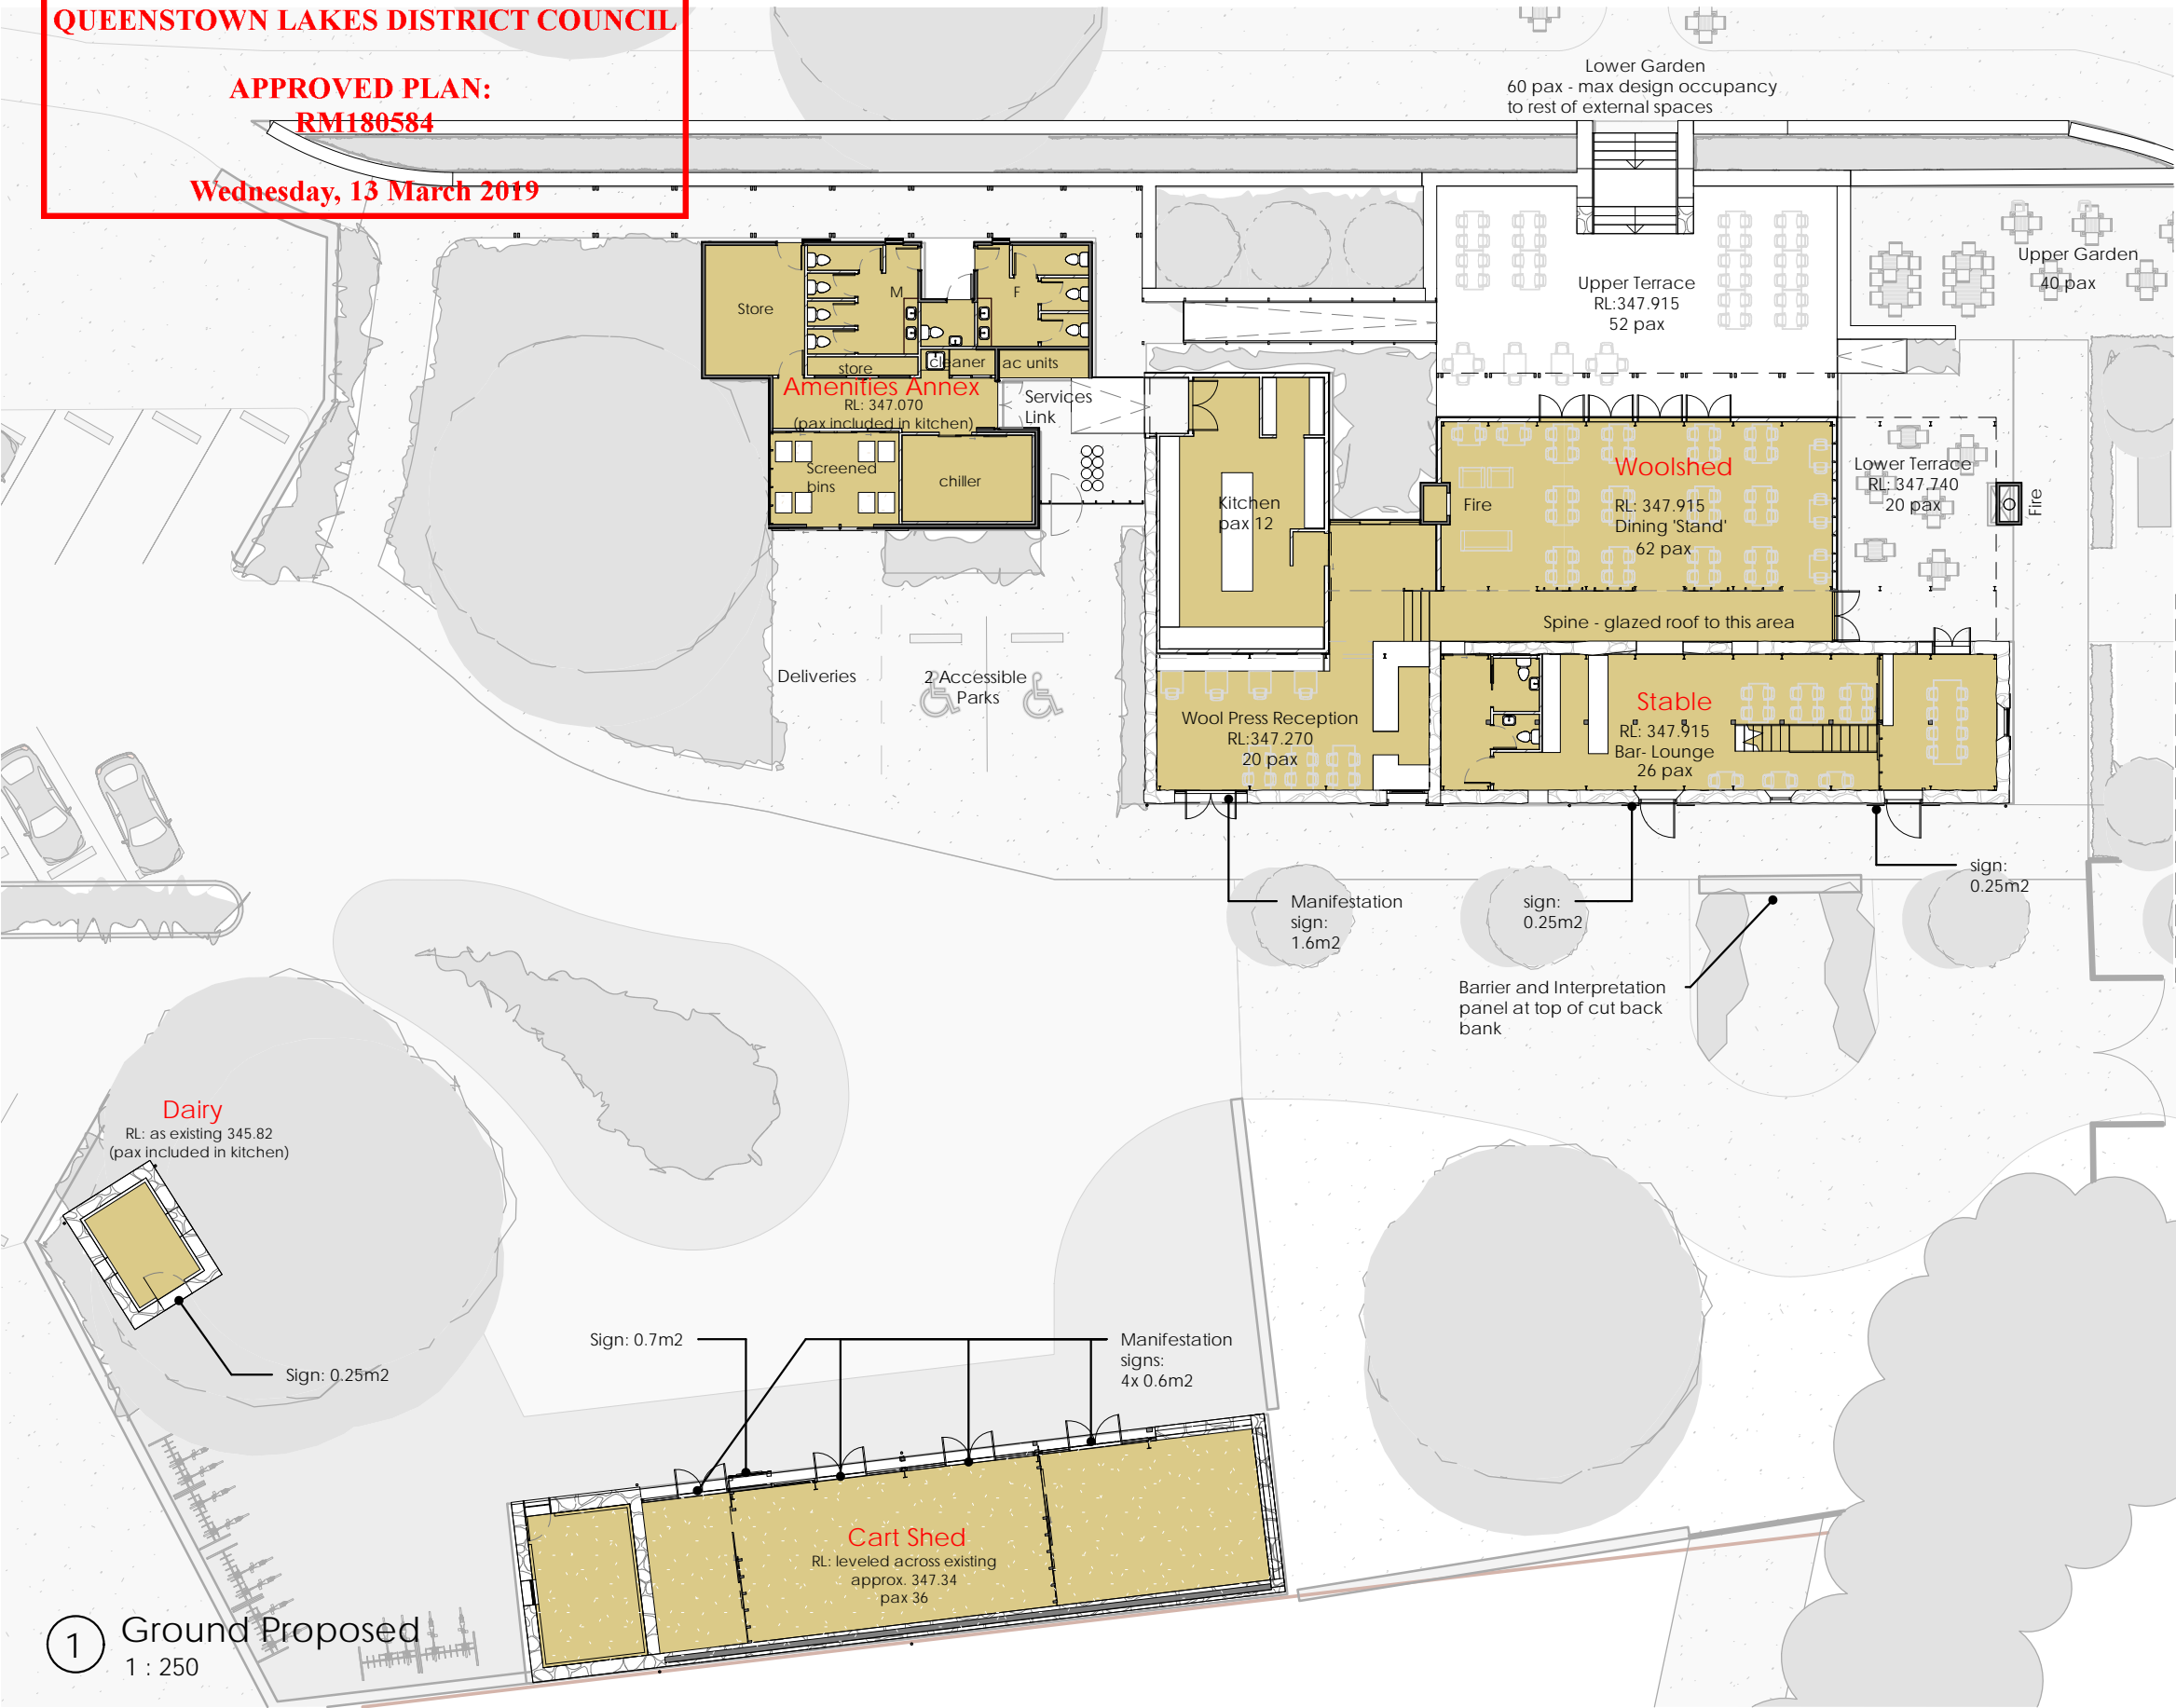 QUEENSTOWN LAKES DISTRICT COUNCIL
APPROVED PLAN:
RM180584
Wednesday, 13 March 2019
Lower Garden
60 pax - max design occupancy
to rest of external spaces
Upper Terrace
RL:347.915
52 pax
Upper Garden
40 pax
Store
M
F
store
cleaner
ac units
Amenities Annex
RL: 347.070
(pax included in kitchen)
Services
Link
Screened
bins
chiller
Kitchen
pax 12
Fire
Woolshed
RL: 347.915
Dining 'Stand'
62 pax
Lower Terrace
RL: 347.740
20 pax
Fire
Spine - glazed roof to this area
Deliveries
2 Accessible
Parks
Wool Press Reception
RL:347.270
20 pax
Stable
RL: 347.915
Bar- Lounge
26 pax
Manifestation
sign:
1.6m2
sign:
0.25m2
sign:
0.25m2
Barrier and Interpretation
panel at top of cut back
bank
Dairy
RL: as existing 345.82
(pax included in kitchen)
Sign: 0.25m2
Sign: 0.7m2
Manifestation
signs:
4x 0.6m2
Cart Shed
RL: leveled across existing
approx. 347.34
pax 36
1
Ground Proposed
1 : 250